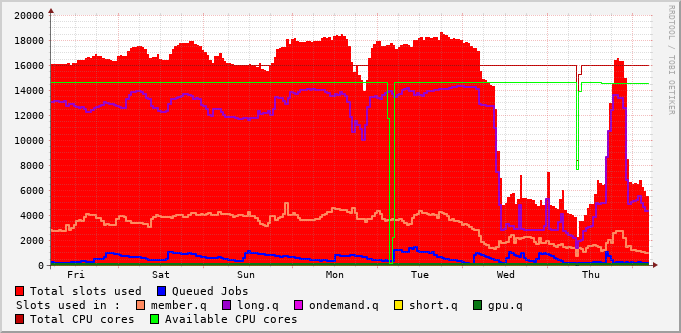 20000
18000
16000
14000
12000
10000
8000
6000
4000
2000
0
Fri Sat Sun Mon Tue Wed Thu
RRDTOOL / TOBI OETIKER
Total slots used Queued Jobs
Slots used in : member.q long.q ondemand.q short.q gpu.q
Total CPU cores Available CPU cores